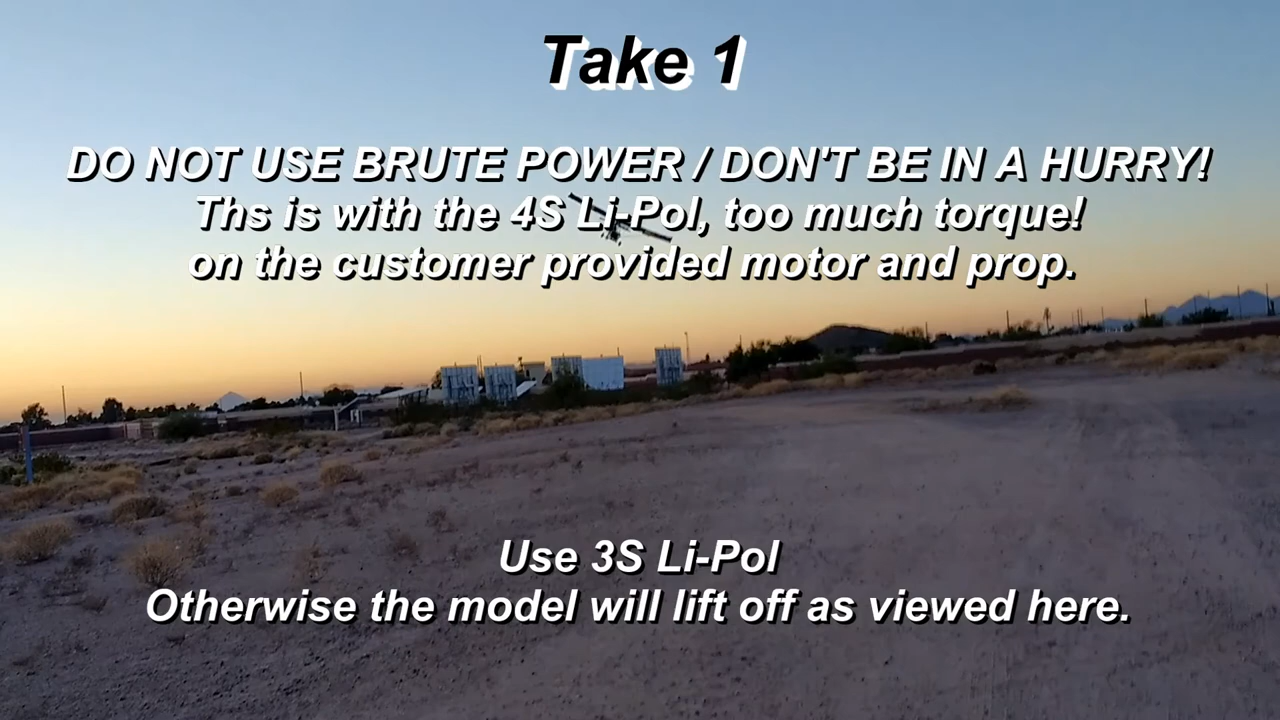 Take 1
DO NOT USE BRUTE POWER / DON'T BE IN A HURRY!
Ths is with the 4S Li-Pol, too much torque!
on the customer provided motor and prop.
Use 3S Li-Pol
Otherwise the model will lift off as viewed here.